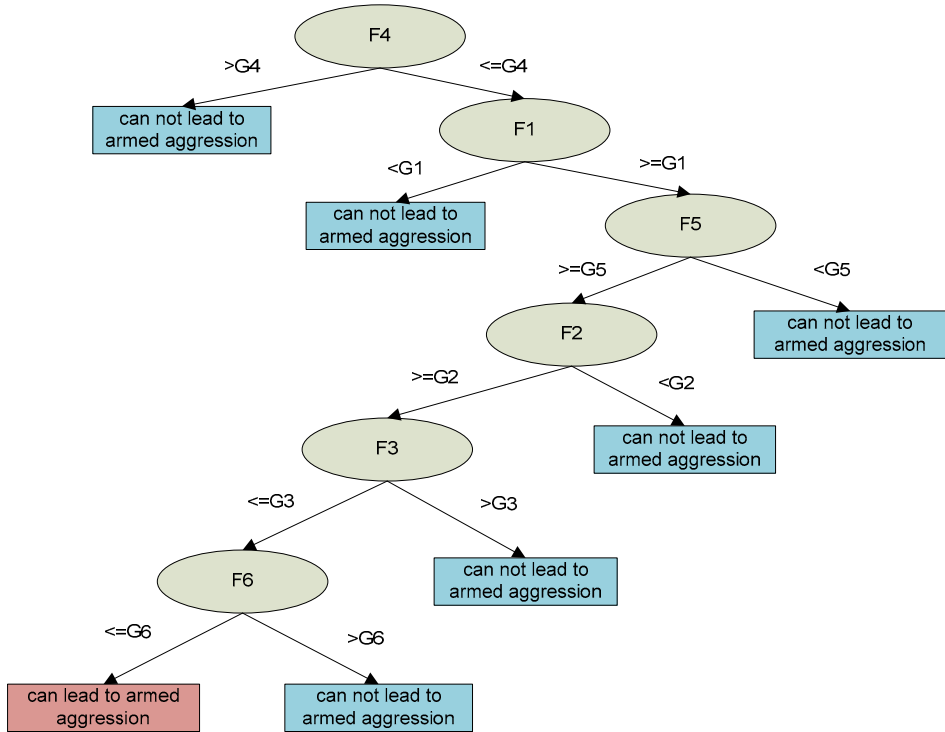 F4
>G4
<=G4
can not lead to
armed aggression
F1
<G1
>=G1
can not lead to
armed aggression
F5
>=G5
<G5
can not lead to
armed aggression
F2
>=G2
<G2
can not lead to
armed aggression
F3
<=G3
>G3
can not lead to
armed aggression
F6
<=G6
>G6
can lead to armed
aggression
can not lead to
armed aggression